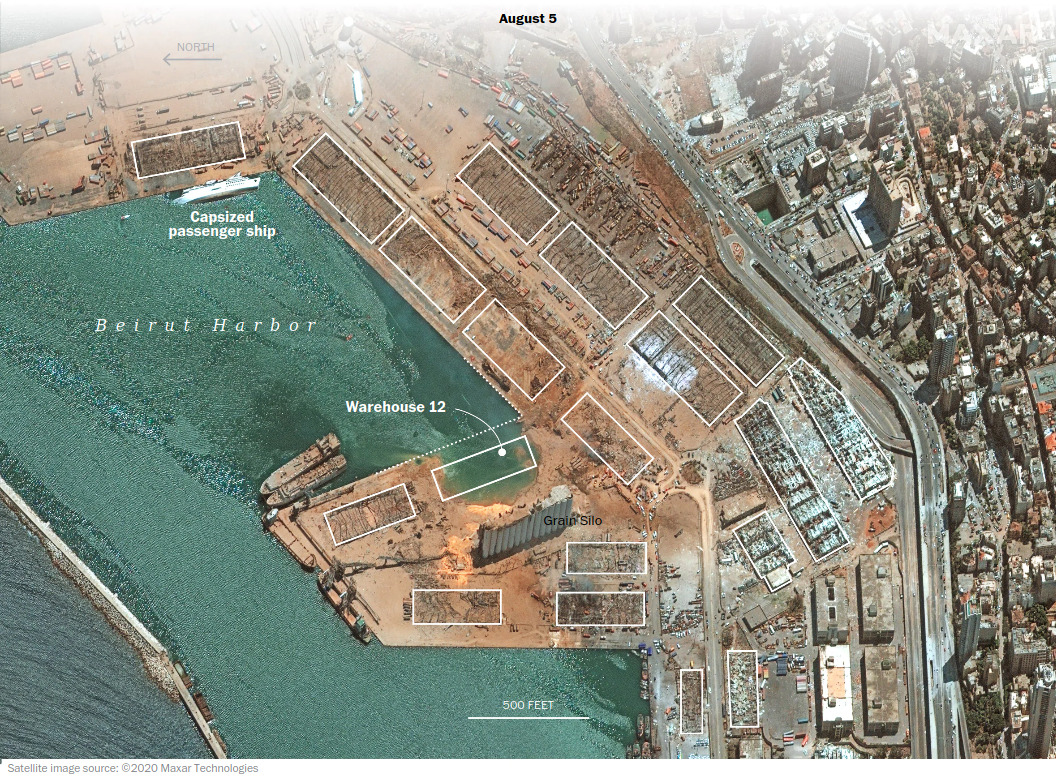 August 5
MAXAR
NORTH
Capsized
passenger ship
Beirut Harbor
Warehouse 12
Grain Silo
500 FEET
Satellite image source: ©2020 Maxar Technologies